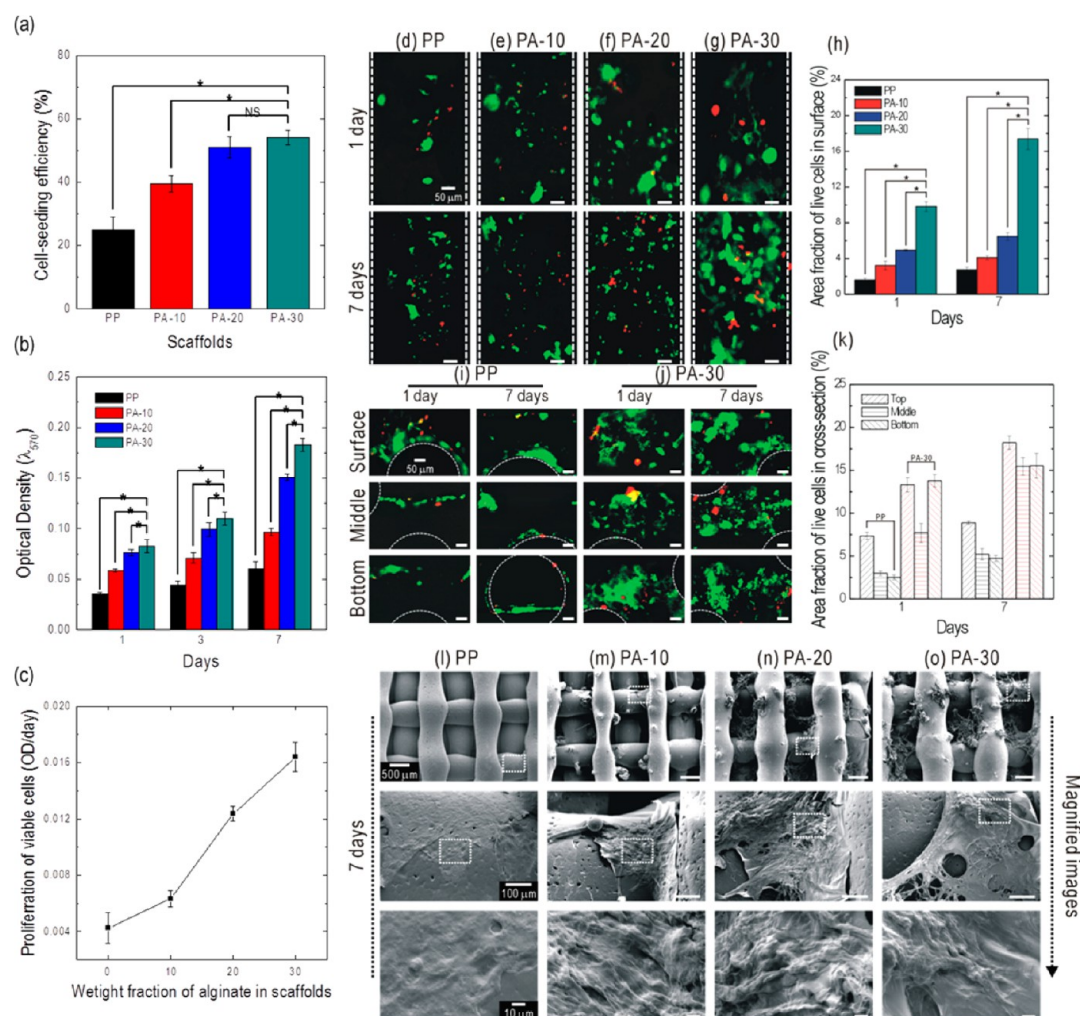 (a)
Cell-seeding efficiency (%)
80
60
40
20
0
*
*
NS
PP PA-10 PA-20 PA-30
Scaffolds
(b)
Optical Density (λ570)
0.25
0.20
0.15
0.10
0.05
0.00
PP
PA-10
PA-20
PA-30
* * *
* * *
* * *
1 3 7
Days
(c)
Proliferration of viable cells (OD/day)
0.020
0.016
0.012
0.008
0.004
0 10 20 30
Wetight fraction of alginate in scaffolds
(d) PP (e) PA-10 (f) PA-20 (g) PA-30
1 day
50 μm
7 days
(h)
Area fraction of live cells in surface (%)
24
20
16
12
8
4
0
PP
PA-10
PA-20
PA-30
* * *
* * *
1 7
Days
(i) PP (j) PA-30
1 day 7 days 1 day 7 days
Surface
50 μm
Middle
Bottom
(k)
Area fraction of live cells in cross-section (%)
25
20
15
10
5
0
Top
Middle
Bottom
PP
PA-30
1 7
Days
(l) PP (m) PA-10 (n) PA-20 (o) PA-30
500 μm
7 days
100 μm
10 μm
Magnified images